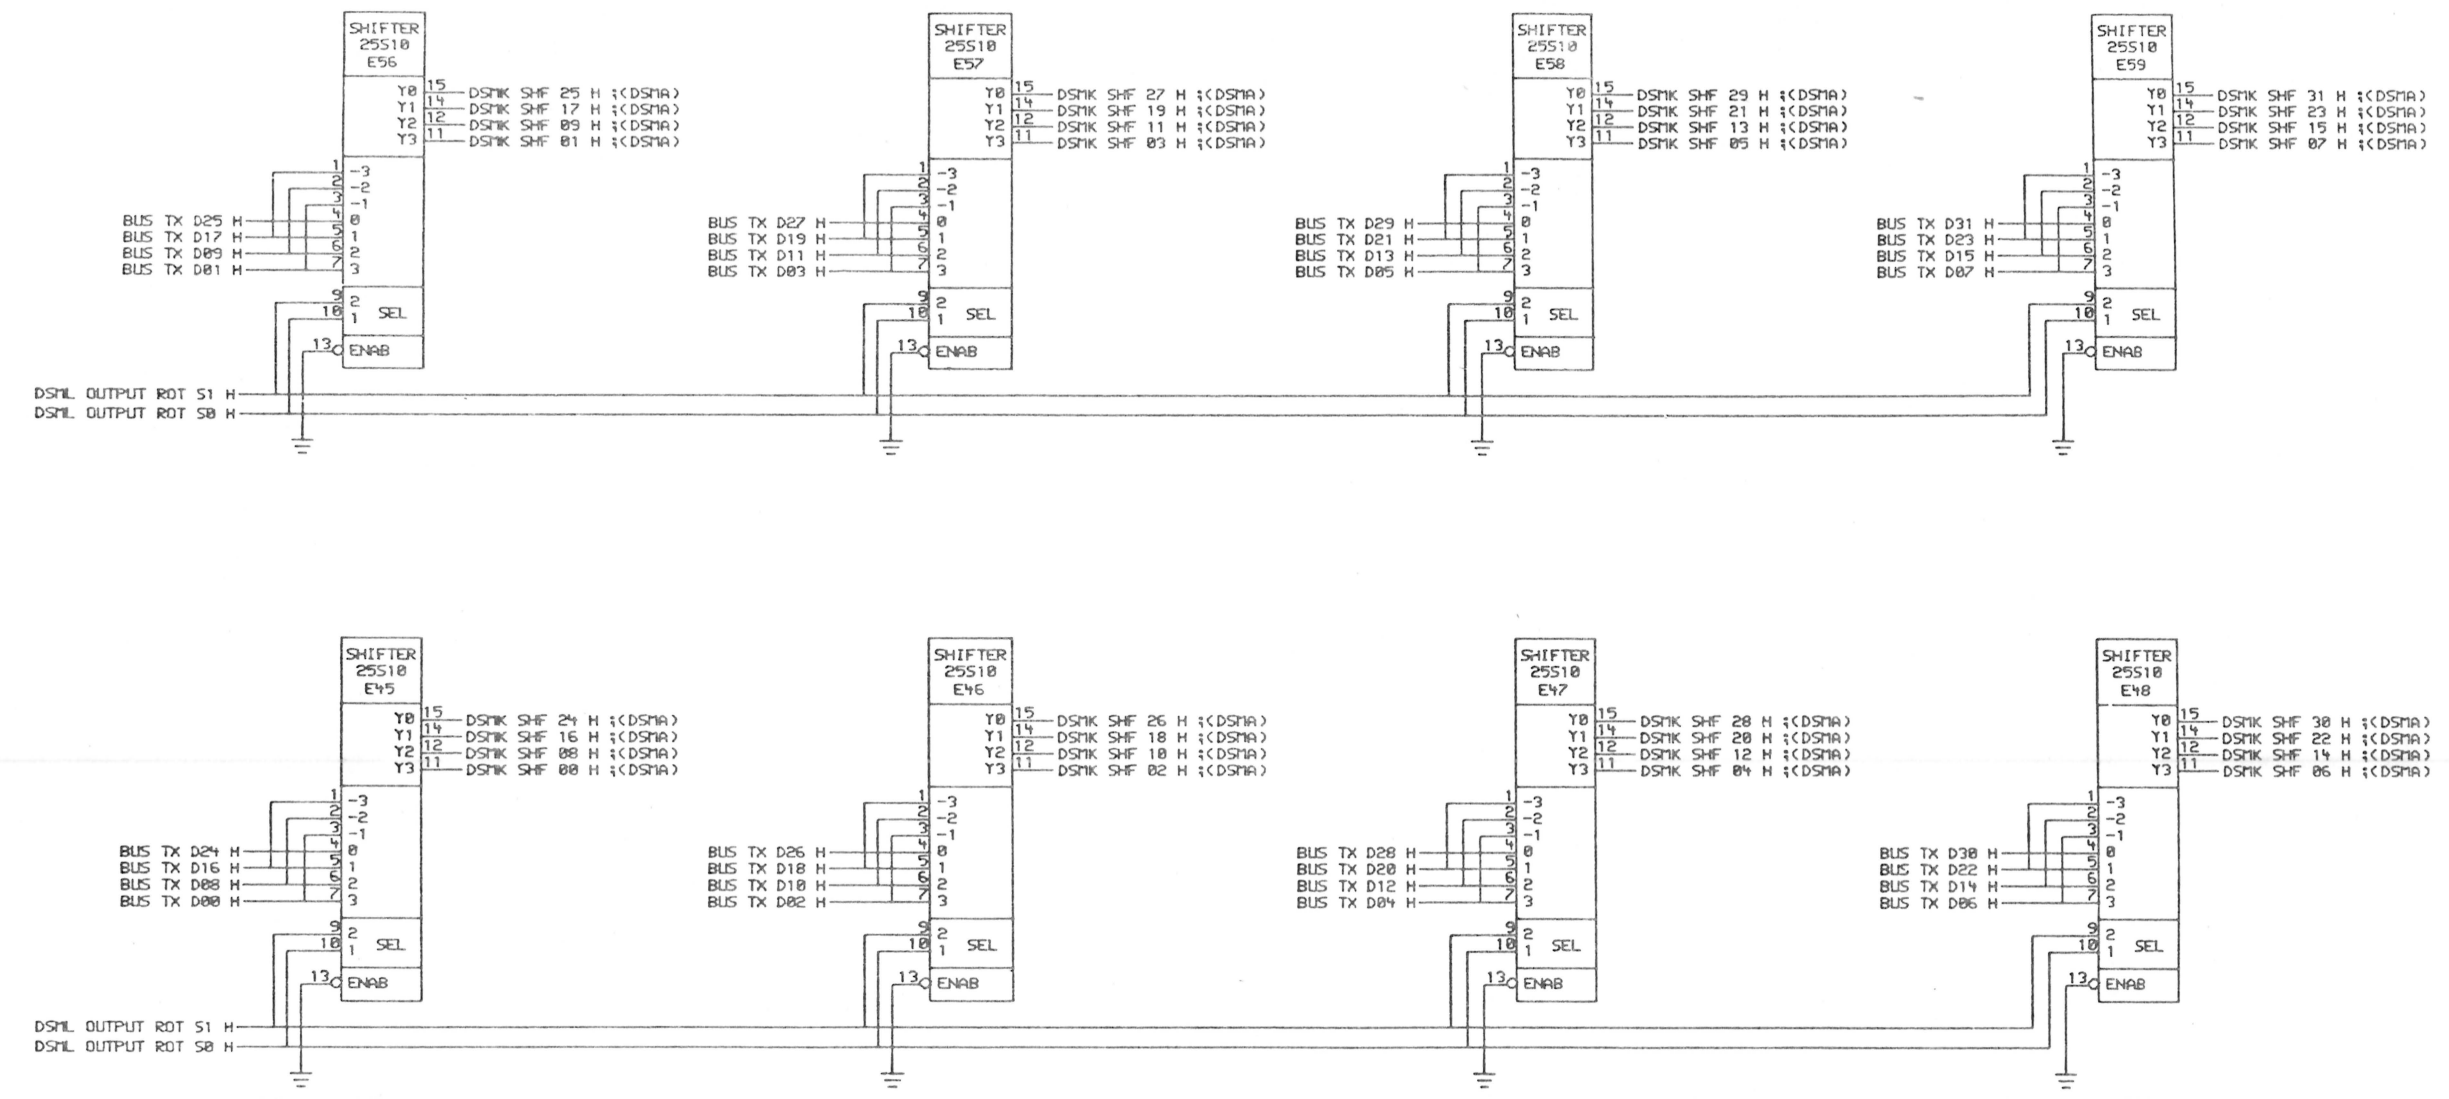 SHIFTER
25S10
E56
Y0 15 DSMK SHF 25 H ;(DSMA)
Y1 14 DSMK SHF 17 H ;(DSMA)
Y2 12 DSMK SHF 09 H ;(DSMA)
Y3 11 DSMK SHF 01 H ;(DSMA)
1 -3
2 -2
3 -1
BUS TX D25 H 4 0
BUS TX D17 H 5 1
BUS TX D09 H 6 2
BUS TX D01 H 7 3
9 2
10 1 SEL
13 ENAB
SHIFTER
25S10
E57
Y0 15 DSMK SHF 27 H ;(DSMA)
Y1 14 DSMK SHF 19 H ;(DSMA)
Y2 12 DSMK SHF 11 H ;(DSMA)
Y3 11 DSMK SHF 03 H ;(DSMA)
1 -3
2 -2
3 -1
BUS TX D27 H 4 0
BUS TX D19 H 5 1
BUS TX D11 H 6 2
BUS TX D03 H 7 3
9 2
10 1 SEL
13 ENAB
SHIFTER
25S10
E58
Y0 15 DSMK SHF 29 H ;(DSMA)
Y1 14 DSMK SHF 21 H ;(DSMA)
Y2 12 DSMK SHF 13 H ;(DSMA)
Y3 11 DSMK SHF 05 H ;(DSMA)
1 -3
2 -2
3 -1
BUS TX D29 H 4 0
BUS TX D21 H 5 1
BUS TX D13 H 6 2
BUS TX D05 H 7 3
9 2
10 1 SEL
13 ENAB
SHIFTER
25S10
E59
Y0 15 DSMK SHF 31 H ;(DSMA)
Y1 14 DSMK SHF 23 H ;(DSMA)
Y2 12 DSMK SHF 15 H ;(DSMA)
Y3 11 DSMK SHF 07 H ;(DSMA)
1 -3
2 -2
3 -1
BUS TX D31 H 4 0
BUS TX D23 H 5 1
BUS TX D15 H 6 2
BUS TX D07 H 7 3
9 2
10 1 SEL
13 ENAB
DSML OUTPUT ROT S1 H
DSML OUTPUT ROT S0 H
SHIFTER
25S10
E45
Y0 15 DSMK SHF 24 H ;(DSMA)
Y1 14 DSMK SHF 16 H ;(DSMA)
Y2 12 DSMK SHF 08 H ;(DSMA)
Y3 11 DSMK SHF 00 H ;(DSMA)
1 -3
2 -2
3 -1
BUS TX D24 H 4 0
BUS TX D16 H 5 1
BUS TX D08 H 6 2
BUS TX D00 H 7 3
9 2
10 1 SEL
13 ENAB
SHIFTER
25S10
E46
Y0 15 DSMK SHF 26 H ;(DSMA)
Y1 14 DSMK SHF 18 H ;(DSMA)
Y2 12 DSMK SHF 10 H ;(DSMA)
Y3 11 DSMK SHF 02 H ;(DSMA)
1 -3
2 -2
3 -1
BUS TX D26 H 4 0
BUS TX D18 H 5 1
BUS TX D10 H 6 2
BUS TX D02 H 7 3
9 2
10 1 SEL
13 ENAB
SHIFTER
25S10
E47
Y0 15 DSMK SHF 28 H ;(DSMA)
Y1 14 DSMK SHF 20 H ;(DSMA)
Y2 12 DSMK SHF 12 H ;(DSMA)
Y3 11 DSMK SHF 04 H ;(DSMA)
1 -3
2 -2
3 -1
BUS TX D28 H 4 0
BUS TX D20 H 5 1
BUS TX D12 H 6 2
BUS TX D04 H 7 3
9 2
10 1 SEL
13 ENAB
SHIFTER
25S10
E48
Y0 15 DSMK SHF 30 H ;(DSMA)
Y1 14 DSMK SHF 22 H ;(DSMA)
Y2 12 DSMK SHF 14 H ;(DSMA)
Y3 11 DSMK SHF 06 H ;(DSMA)
1 -3
2 -2
3 -1
BUS TX D30 H 4 0
BUS TX D22 H 5 1
BUS TX D14 H 6 2
BUS TX D06 H 7 3
9 2
10 1 SEL
13 ENAB
DSML OUTPUT ROT S1 H
DSML OUTPUT ROT S0 H